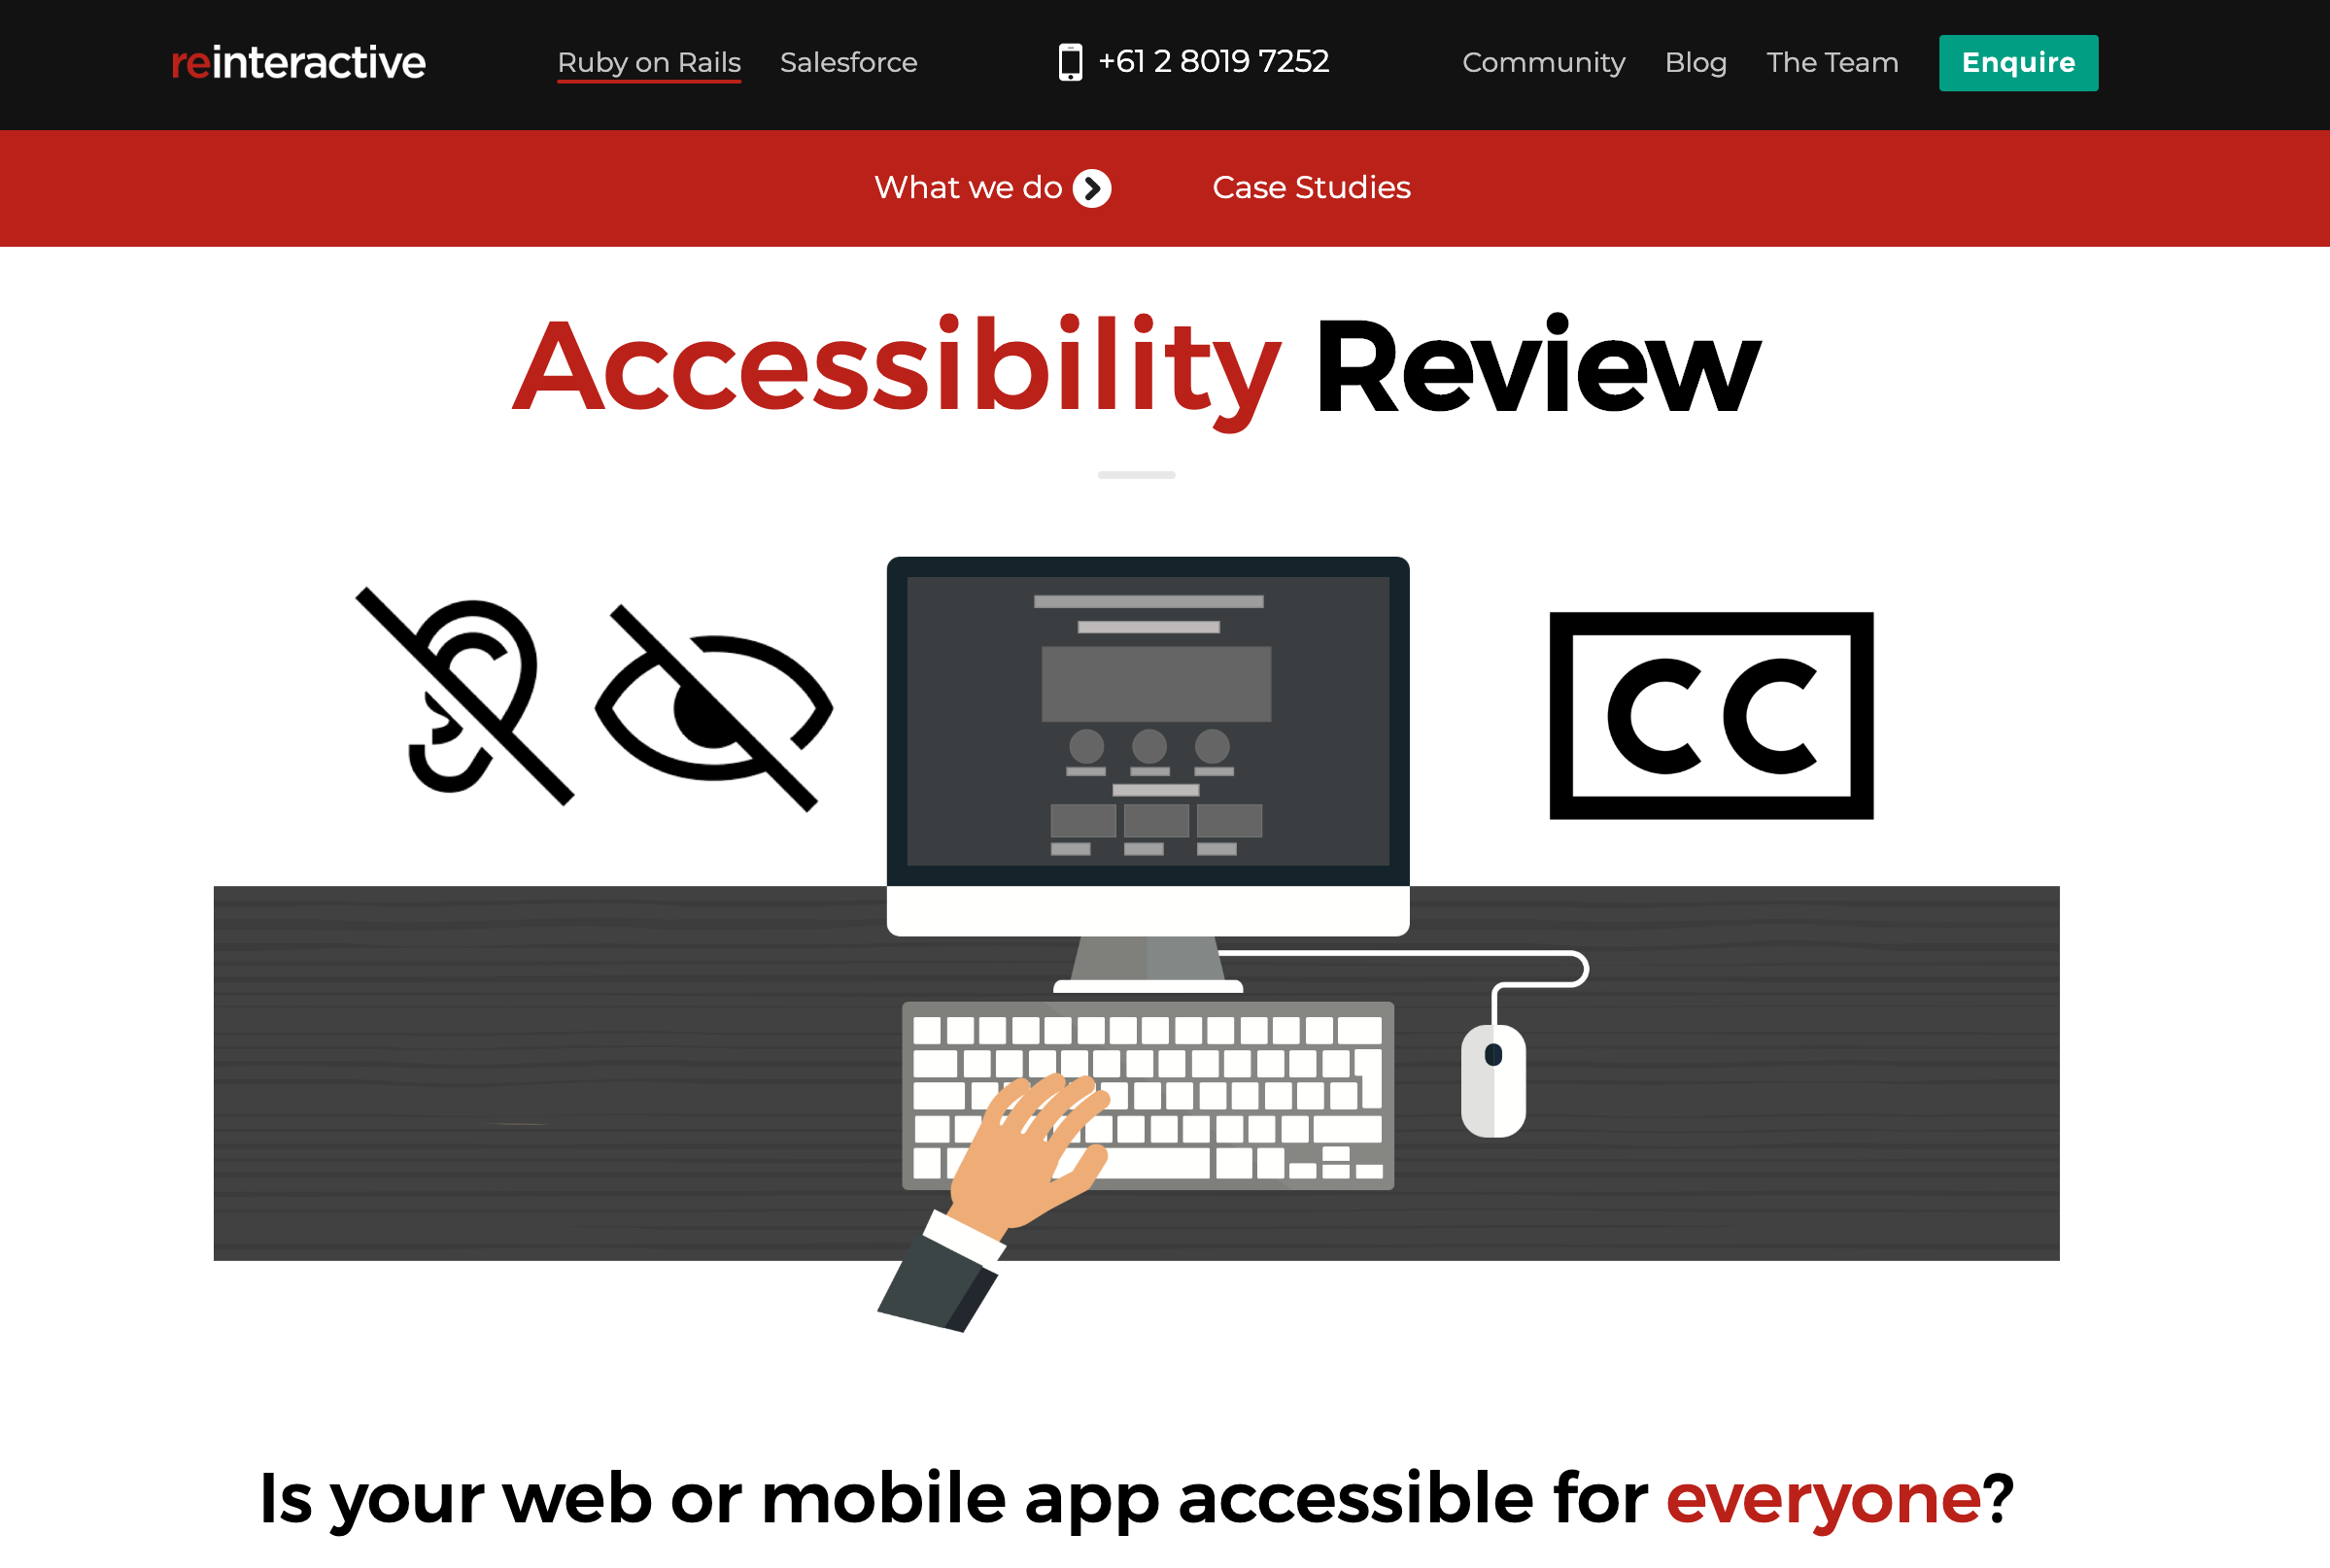 reinteractive Ruby on Rails Salesforce +61 2 8019 7252 Community Blog The Team Enquire
What we do Case Studies
Accessibility Review
CC
Is your web or mobile app accessible for everyone?